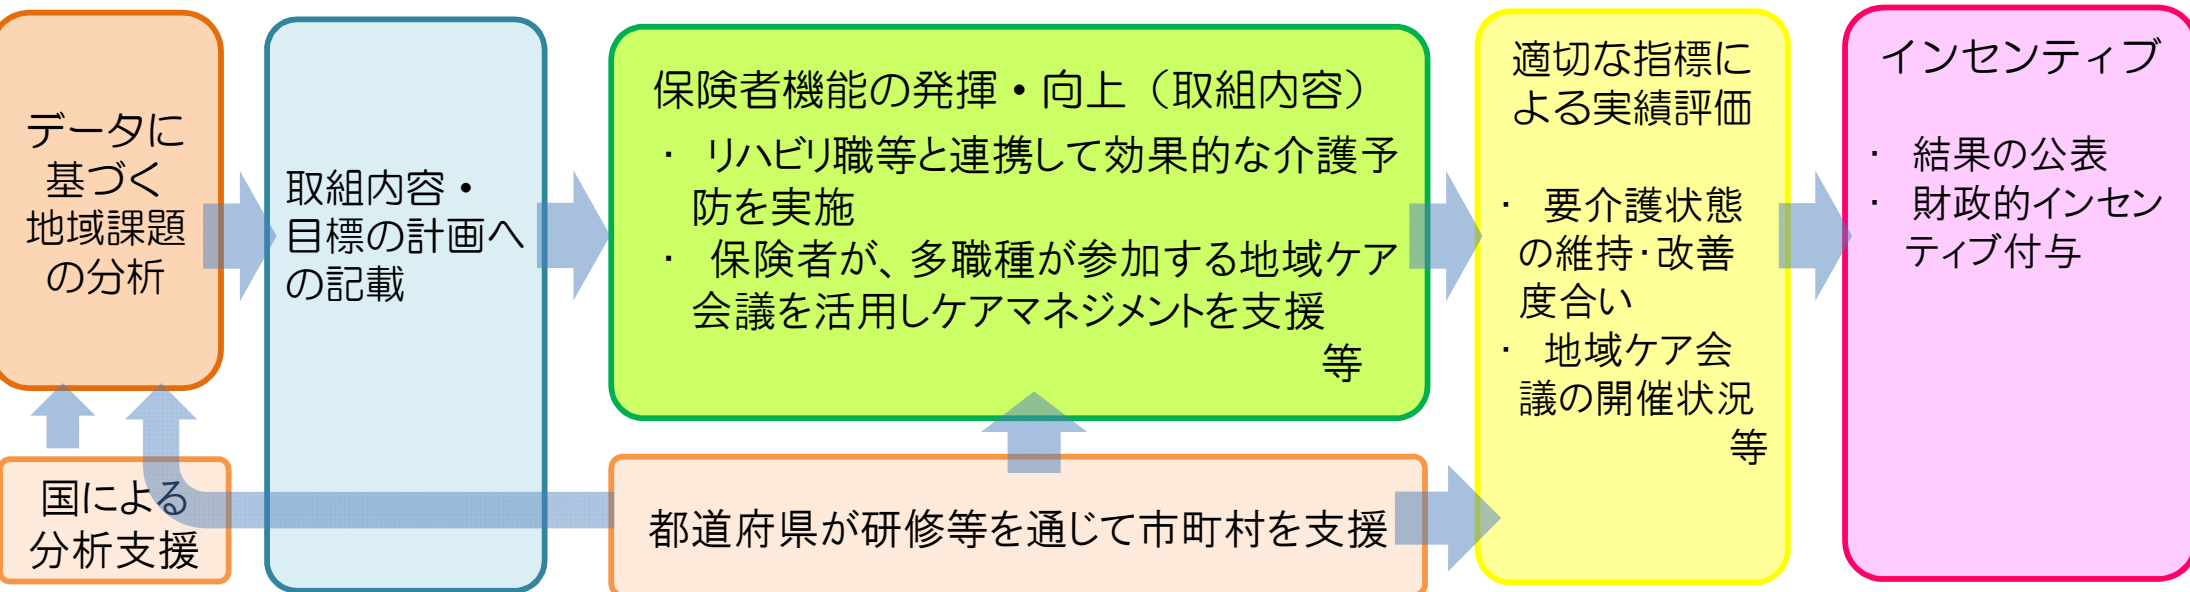 データに
基づく
地域課題
の分析
取組内容・
目標の計画へ
の記載
保険者機能の発揮・向上（取組内容）
・ リハビリ職等と連携して効果的な介護予
防を実施
・ 保険者が、多職種が参加する地域ケア
会議を活用しケアマネジメントを支援
等
適切な指標に
よる実績評価
・ 要介護状態
の維持・改善
度合い
・ 地域ケア会
議の開催状況
等
インセンティブ
・ 結果の公表
・ 財政的インセン
ティブ付与
国による
分析支援
都道府県が研修等を通じて市町村を支援